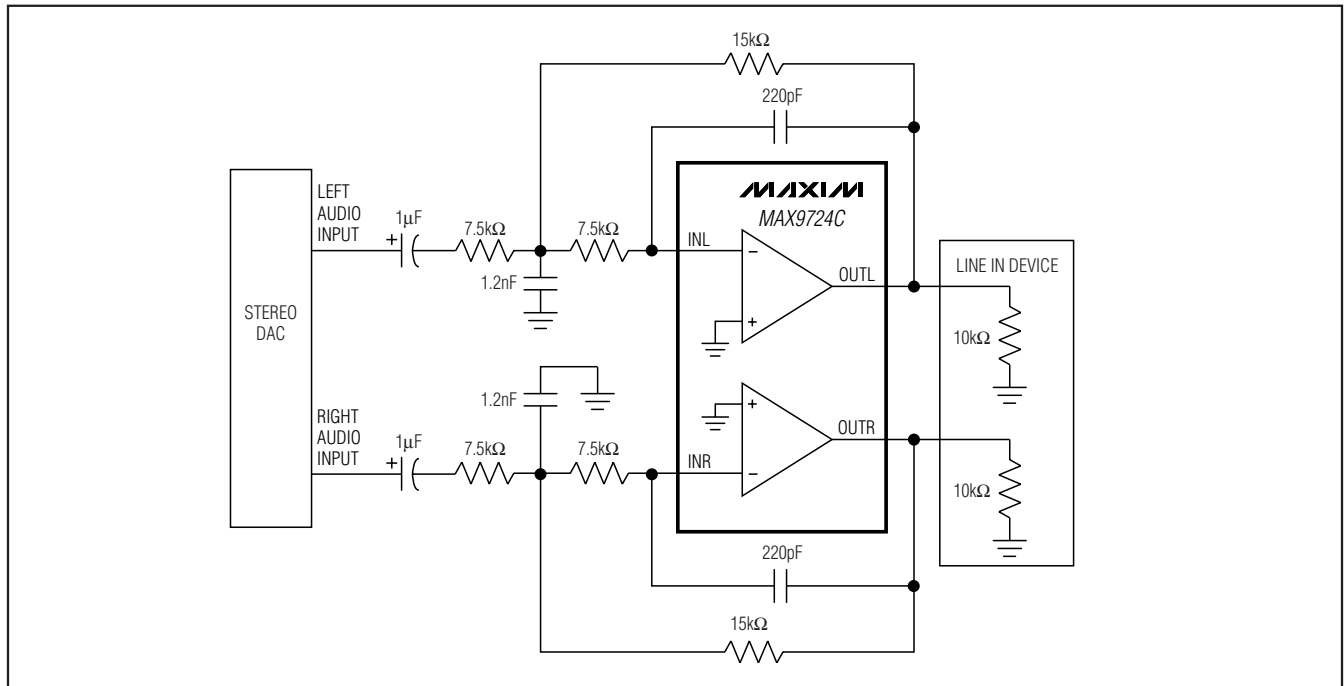 15kΩ
220pF
MAXIM
MAX9724C
LEFT
AUDIO
INPUT
1µF
7.5kΩ
7.5kΩ
INL
−
+
OUTL
1.2nF
LINE IN DEVICE
10kΩ
STEREO
DAC
1.2nF
RIGHT
AUDIO
INPUT
1µF
7.5kΩ
7.5kΩ
INR
+
−
OUTR
10kΩ
220pF
15kΩ